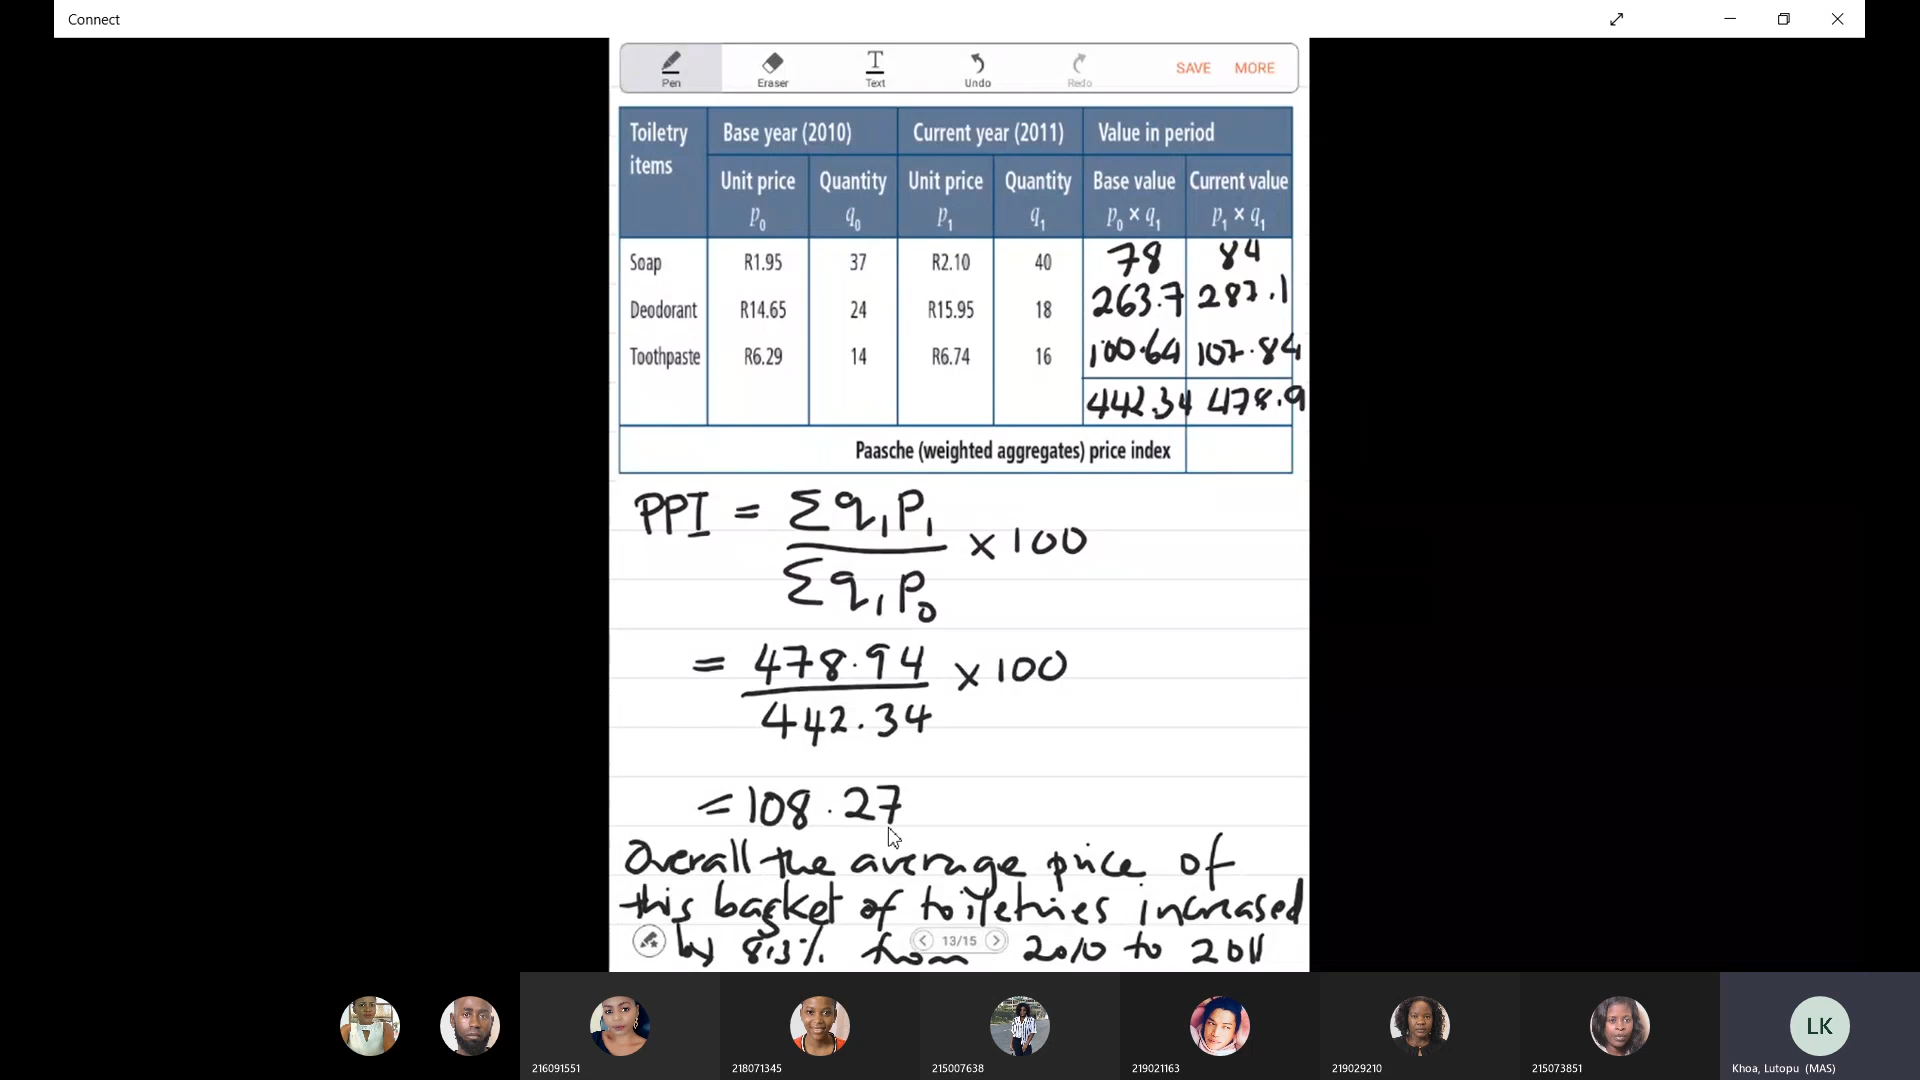 Connect
Pen Eraser Text Undo Redo SAVE MORE
Toiletry items Base year (2010) Current year (2011) Value in period
Unit price p0 Quantity q0 Unit price p1 Quantity q1 Base value p0 × q1 Current value p1 × q1
Soap R1.95 37 R2.10 40 78 84
Deodorant R14.65 24 R15.95 18 263.7 287.1
Toothpaste R6.29 14 R6.74 16 100.64 107.84
442.34 478.9
Paasche (weighted aggregates) price index
PPI = Σq1P1 / Σq1P0 × 100
= 478.94 / 442.34 × 100
= 108.27
Overall the average price of
this basket of toiletries increased
by 8.3% from 2010 to 2011
13/15
216091551 218071345 215007638 219021163 219029210 215073851 LK Khoa, Lutopu (MAS)